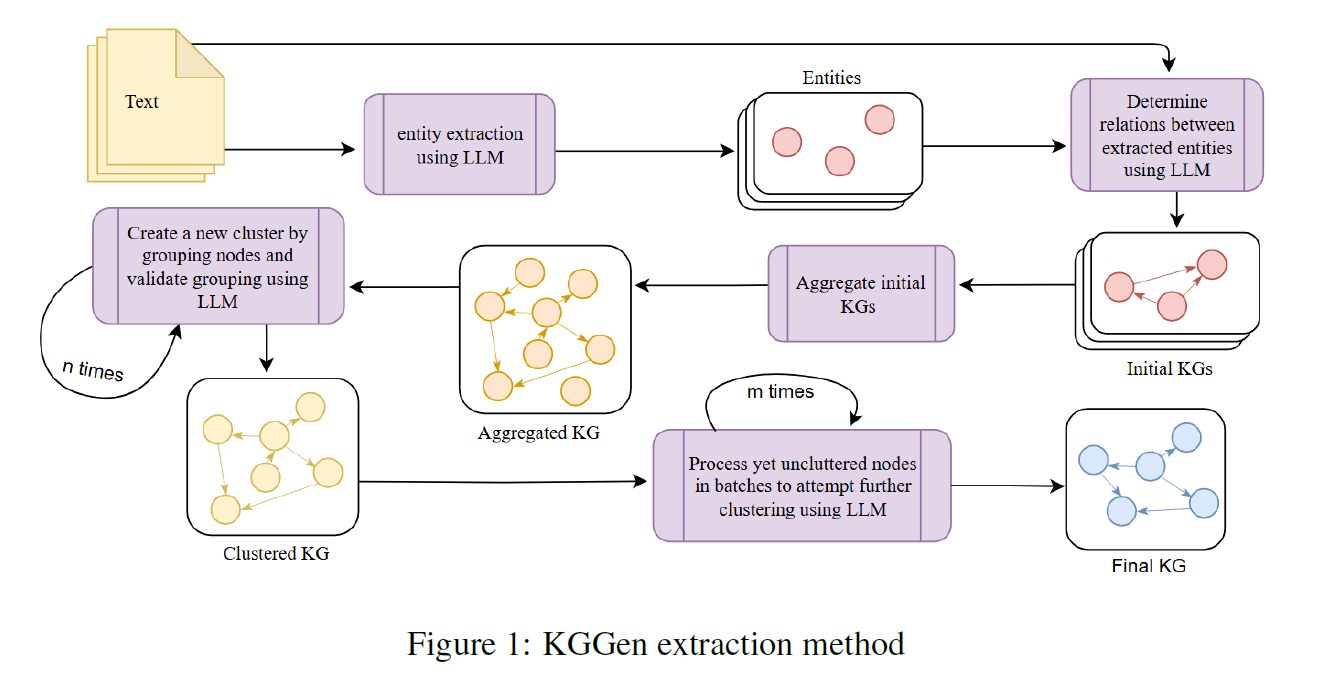 Text
entity extraction
using LLM
Entities
Determine
relations between
extracted entities
using LLM
Initial KGs
Aggregate initial
KGs
Aggregated KG
Create a new cluster by
grouping nodes and
validate grouping using
LLM
n times
Clustered KG
m times
Process yet uncluttered nodes
in batches to attempt further
clustering using LLM
Final KG
Figure 1: KGGen extraction method